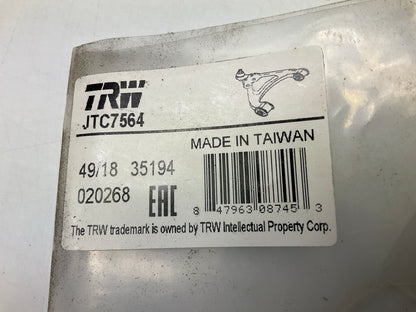 TRW
JTC7564
MADE IN TAIWAN
49/18 35194
020268 EAC
8 47963 08745 3
The TRW trademark is owned by TRW Intellectual Property Corp.